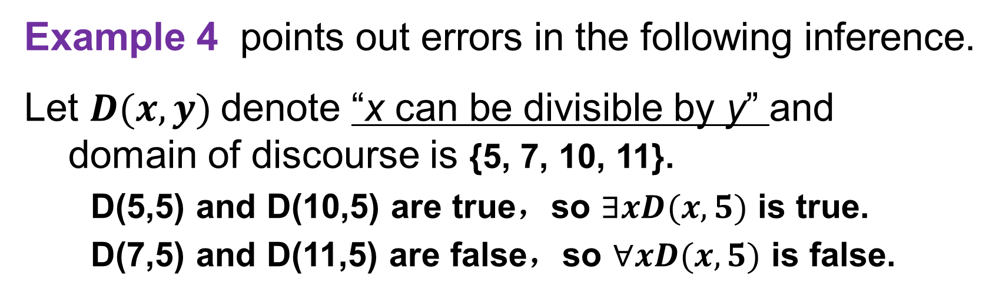 Example 4 points out errors in the following inference.
Let D(x, y) denote “x can be divisible by y” and
domain of discourse is {5, 7, 10, 11}.
D(5,5) and D(10,5) are true，so ∃xD(x, 5) is true.
D(7,5) and D(11,5) are false，so ∀xD(x, 5) is false.